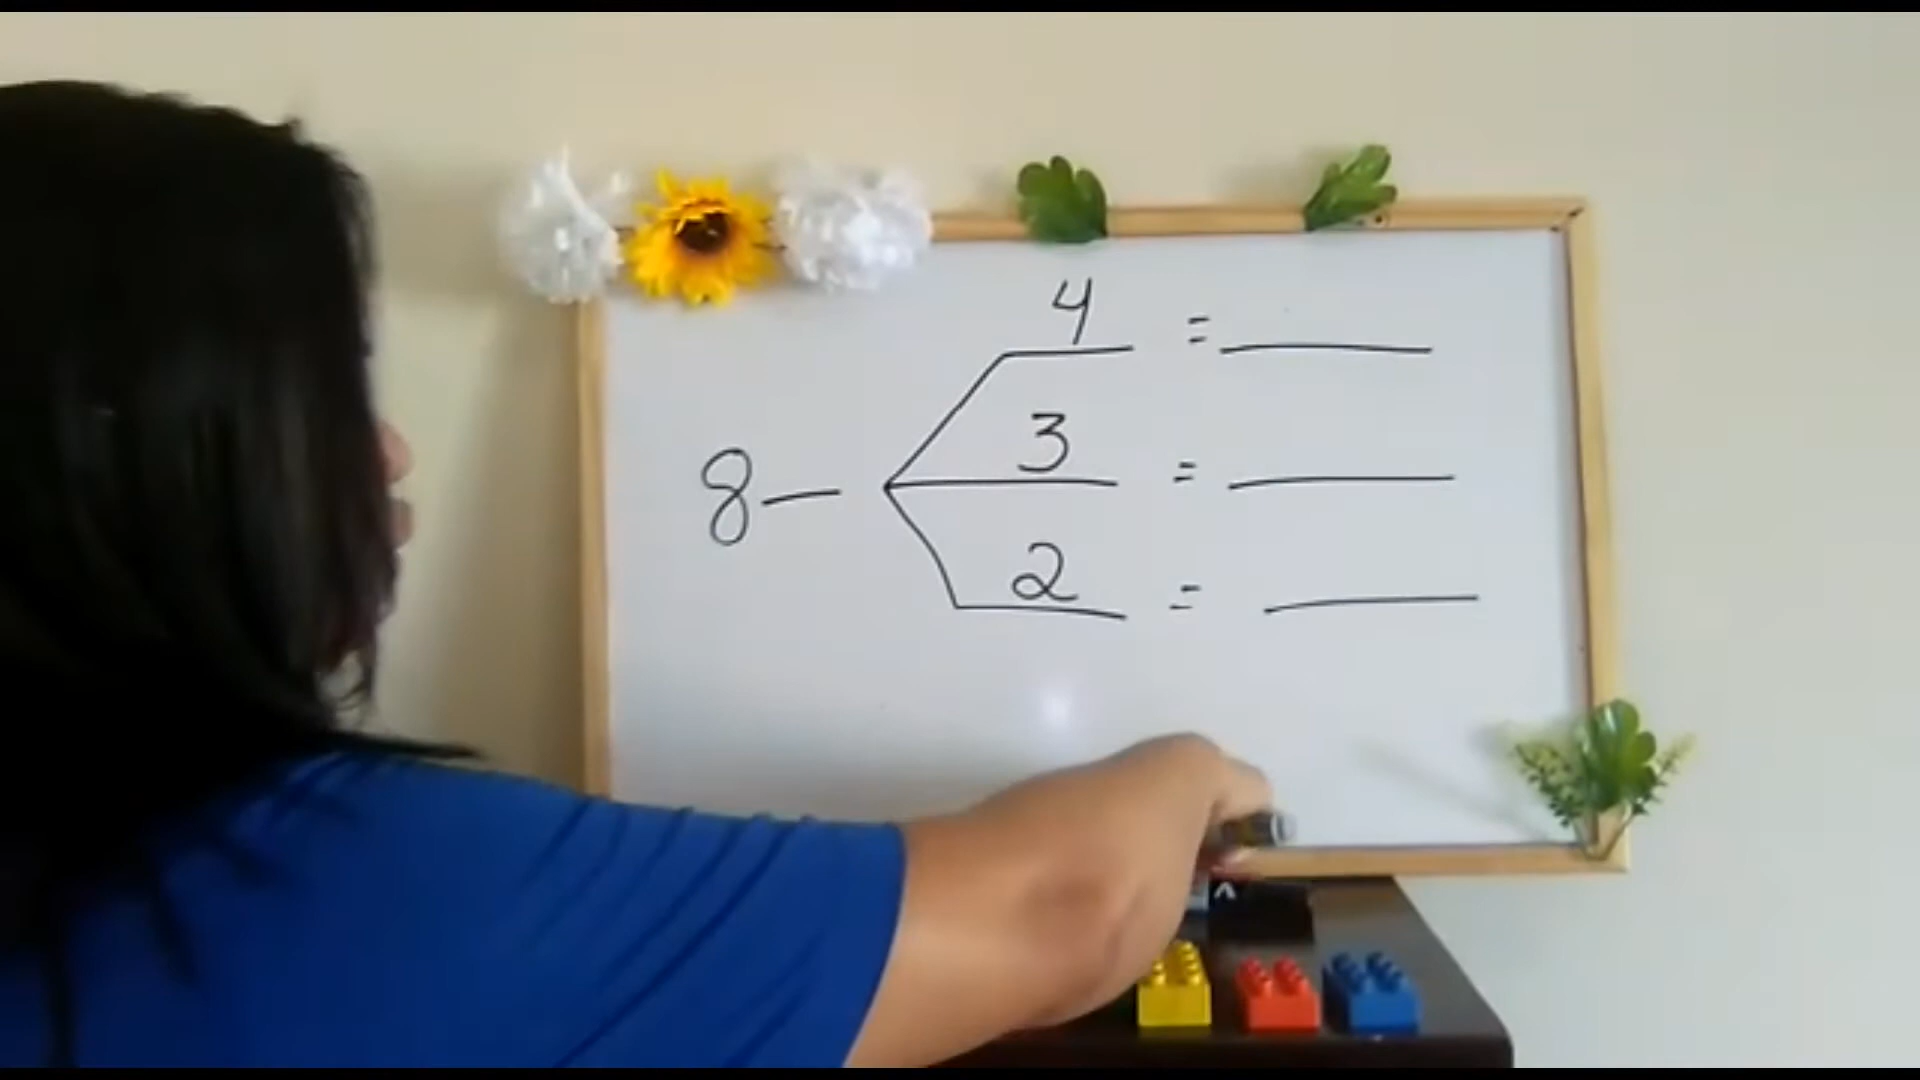 4 = ____
8 — 3 = ____
2 = ____